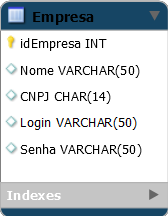 Empresa
idEmpresa INT
Nome VARCHAR(50)
CNPJ CHAR(14)
Login VARCHAR(50)
Senha VARCHAR(50)
Indexes